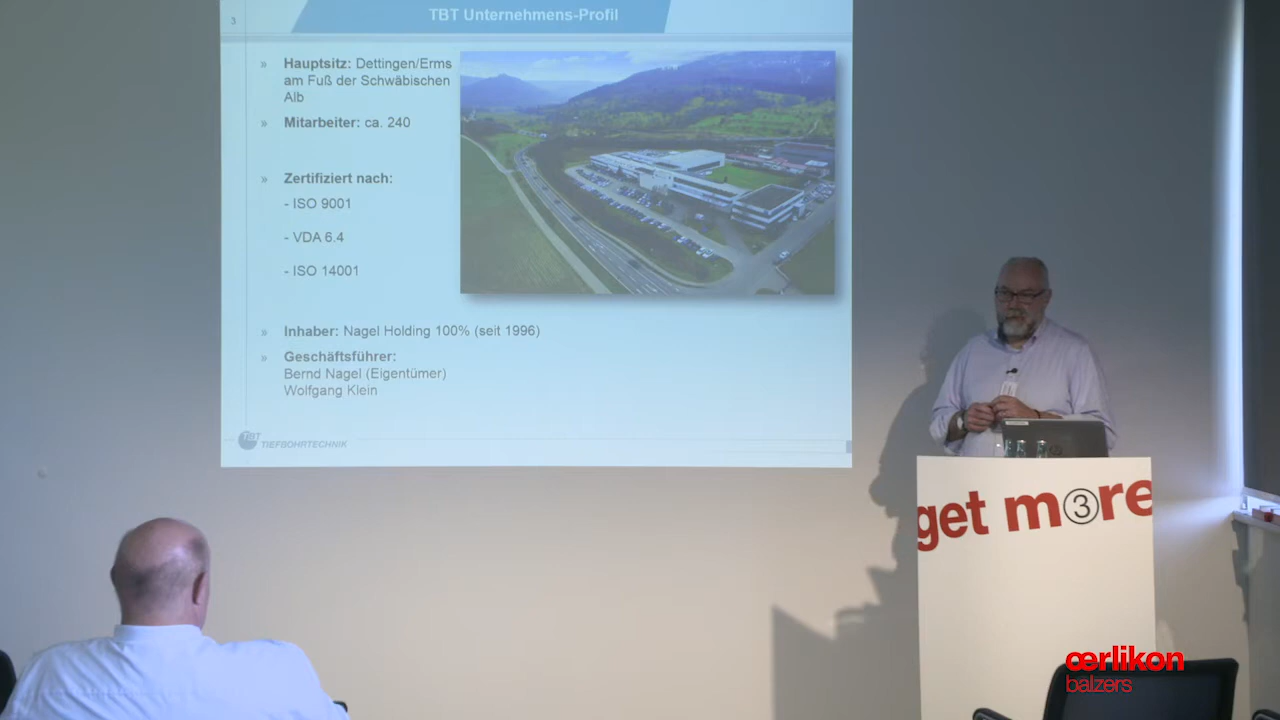 3
TBT Unternehmens-Profil
» Hauptsitz: Dettingen/Erms
am Fuß der Schwäbischen
Alb
» Mitarbeiter: ca. 240
» Zertifiziert nach:
- ISO 9001
- VDA 6.4
- ISO 14001
» Inhaber: Nagel Holding 100% (seit 1996)
» Geschäftsführer:
Bernd Nagel (Eigentümer)
Wolfgang Klein
TBT TIEFBOHRTECHNIK
get m3re
œrlikon
balzers